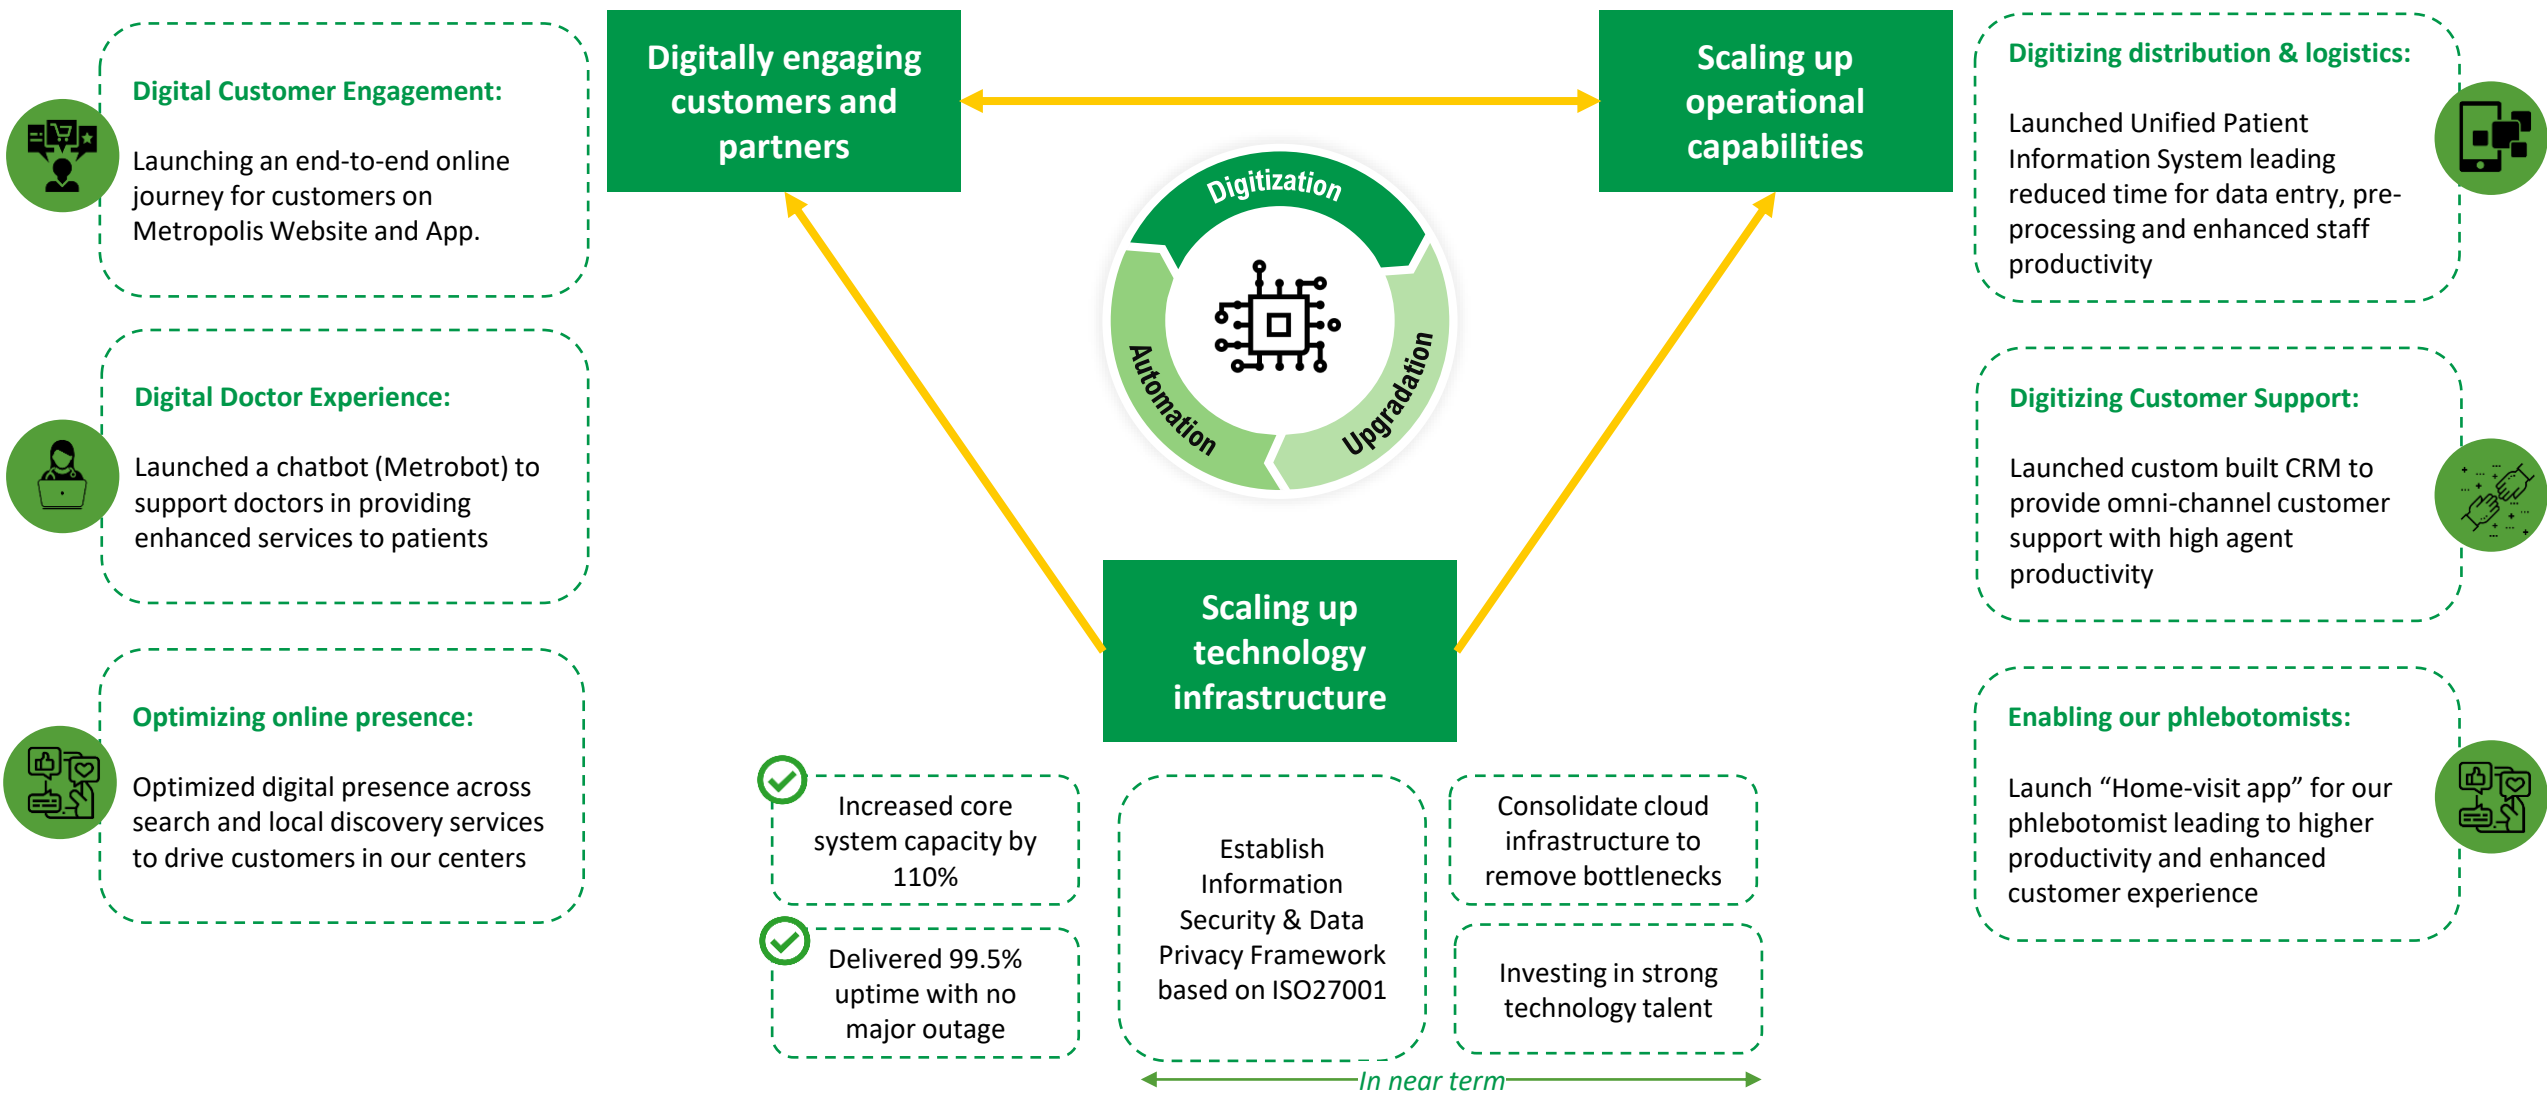 Digital Customer Engagement:
Launching an end-to-end online
journey for customers on
Metropolis Website and App.
Digital Doctor Experience:
Launched a chatbot (Metrobot) to
support doctors in providing
enhanced services to patients
Optimizing online presence:
Optimized digital presence across
search and local discovery services
to drive customers in our centers
Digitally engaging
customers and
partners
Scaling up
operational
capabilities
Digitization
Automation
Upgradation
Scaling up
technology
infrastructure
Increased core
system capacity by
110%
Delivered 99.5%
uptime with no
major outage
Establish
Information
Security & Data
Privacy Framework
based on ISO27001
Consolidate cloud
infrastructure to
remove bottlenecks
Investing in strong
technology talent
In near term
Digitizing distribution & logistics:
Launched Unified Patient
Information System leading
reduced time for data entry, pre-
processing and enhanced staff
productivity
Digitizing Customer Support:
Launched custom built CRM to
provide omni-channel customer
support with high agent
productivity
Enabling our phlebotomists:
Launch “Home-visit app” for our
phlebotomist leading to higher
productivity and enhanced
customer experience